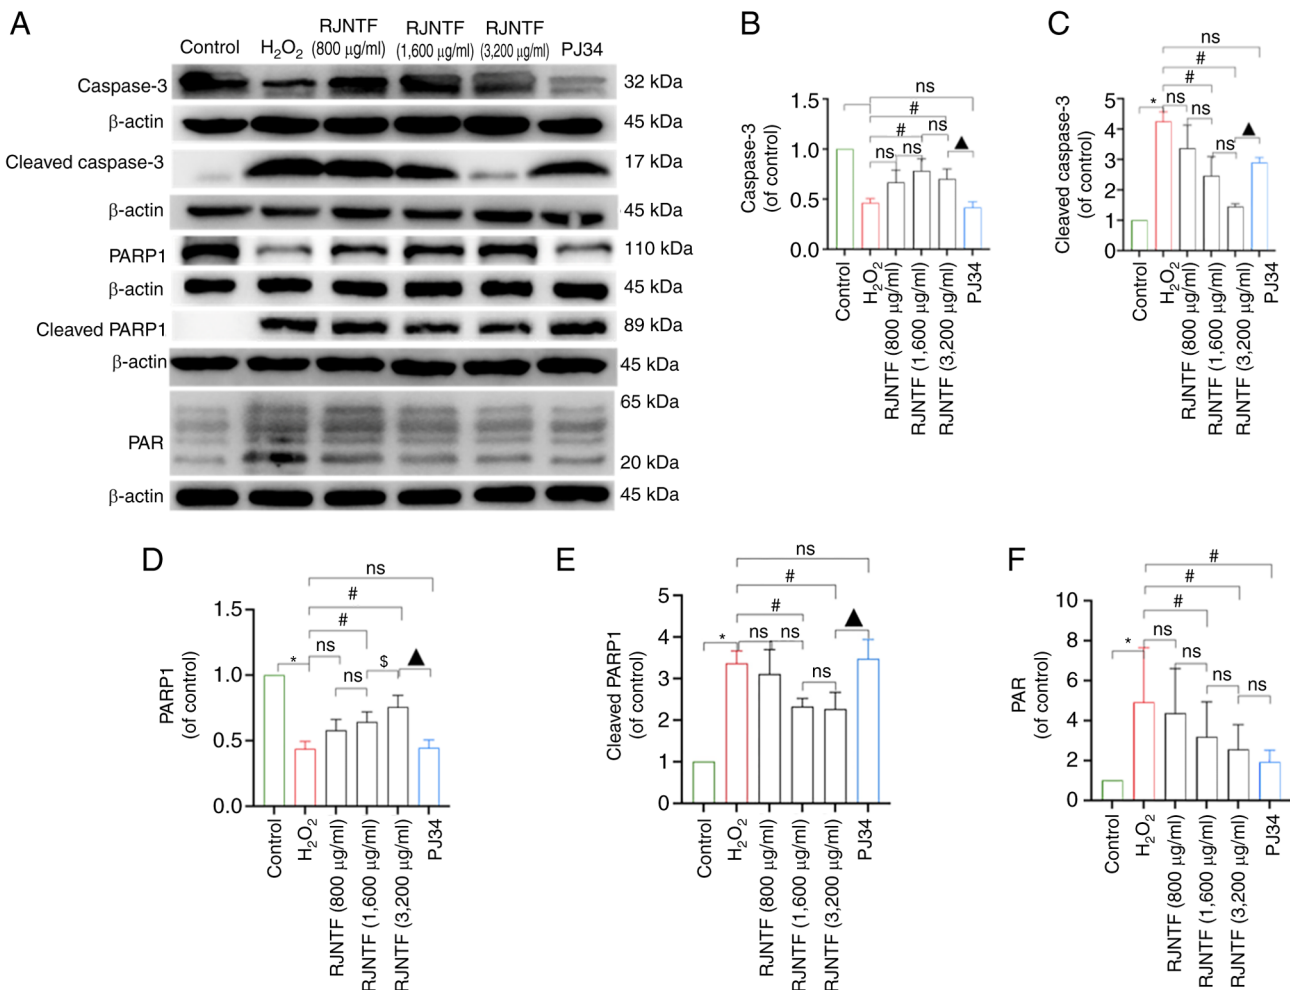 A
Control
H₂O₂
RJNTF
(800 µg/ml)
RJNTF
(1,600 µg/ml)
RJNTF
(3,200 µg/ml)
PJ34
Caspase-3
32 kDa
β-actin
45 kDa
Cleaved caspase-3
17 kDa
β-actin
45 kDa
PARP1
110 kDa
β-actin
45 kDa
Cleaved PARP1
89 kDa
β-actin
45 kDa
PAR
65 kDa
20 kDa
β-actin
45 kDa
B
Caspase-3
(of control)
1.5
1.0
0.5
0.0
ns
#
#
ns
ns
ns
▲
Control
H₂O₂
RJNTF (800 µg/ml)
RJNTF (1,600 µg/ml)
RJNTF (3,200 µg/ml)
PJ34
C
Cleaved caspase-3
(of control)
5
4
3
2
1
0
ns
#
#
*
ns
ns
ns
▲
Control
H₂O₂
RJNTF (800 µg/ml)
RJNTF (1,600 µg/ml)
RJNTF (3,200 µg/ml)
PJ34
D
PARP1
(of control)
1.5
1.0
0.5
0.0
ns
#
#
*
ns
ns
$
▲
Control
H₂O₂
RJNTF (800 µg/ml)
RJNTF (1,600 µg/ml)
RJNTF (3,200 µg/ml)
PJ34
E
Cleaved PARP1
(of control)
5
4
3
2
1
0
ns
#
#
*
ns
ns
ns
▲
Control
H₂O₂
RJNTF (800 µg/ml)
RJNTF (1,600 µg/ml)
RJNTF (3,200 µg/ml)
PJ34
F
PAR
(of control)
10
8
6
4
2
0
#
#
#
*
ns
ns
ns
ns
Control
H₂O₂
RJNTF (800 µg/ml)
RJNTF (1,600 µg/ml)
RJNTF (3,200 µg/ml)
PJ34